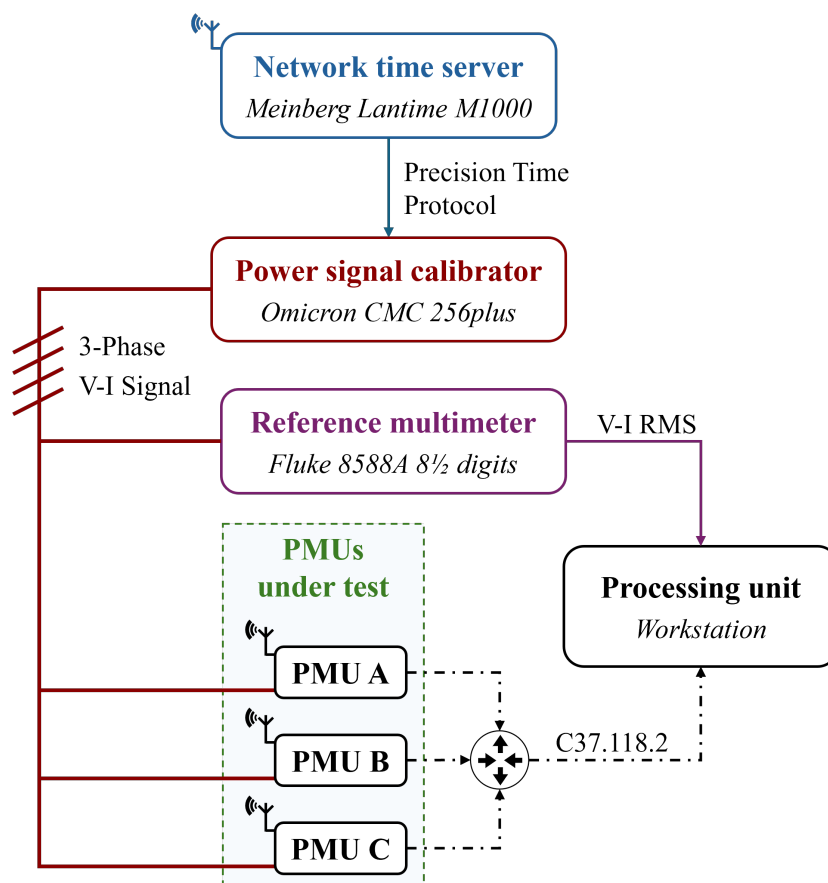 Network time server
Meinberg Lantime M1000
Precision Time
Protocol
Power signal calibrator
Omicron CMC 256plus
3-Phase
V-I Signal
Reference multimeter
Fluke 8588A 8½ digits
V-I RMS
PMUs
under test
Processing unit
Workstation
PMU A
PMU B
C37.118.2
PMU C